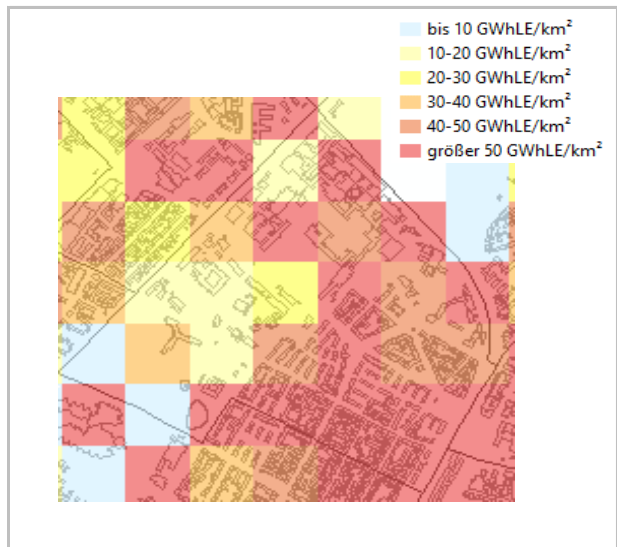 bis 10 GWhLE/km²
10-20 GWhLE/km²
20-30 GWhLE/km²
30-40 GWhLE/km²
40-50 GWhLE/km²
größer 50 GWhLE/km²